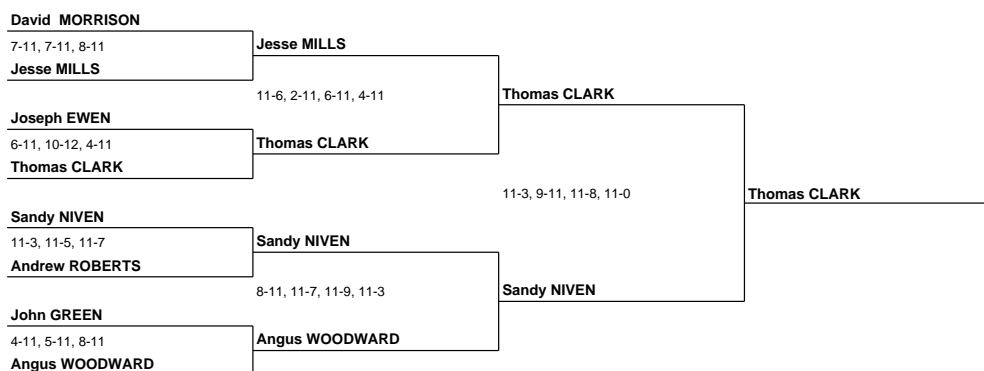 David  MORRISON
7-11, 7-11, 8-11
Jesse MILLS
Jesse MILLS
11-6, 2-11, 6-11, 4-11
Thomas CLARK
Joseph EWEN
6-11, 10-12, 4-11
Thomas CLARK
Thomas CLARK
11-3, 9-11, 11-8, 11-0
Thomas CLARK
Sandy NIVEN
11-3, 11-5, 11-7
Sandy NIVEN
Andrew ROBERTS
8-11, 11-7, 11-9, 11-3
Sandy NIVEN
John GREEN
4-11, 5-11, 8-11
Angus WOODWARD
Angus WOODWARD